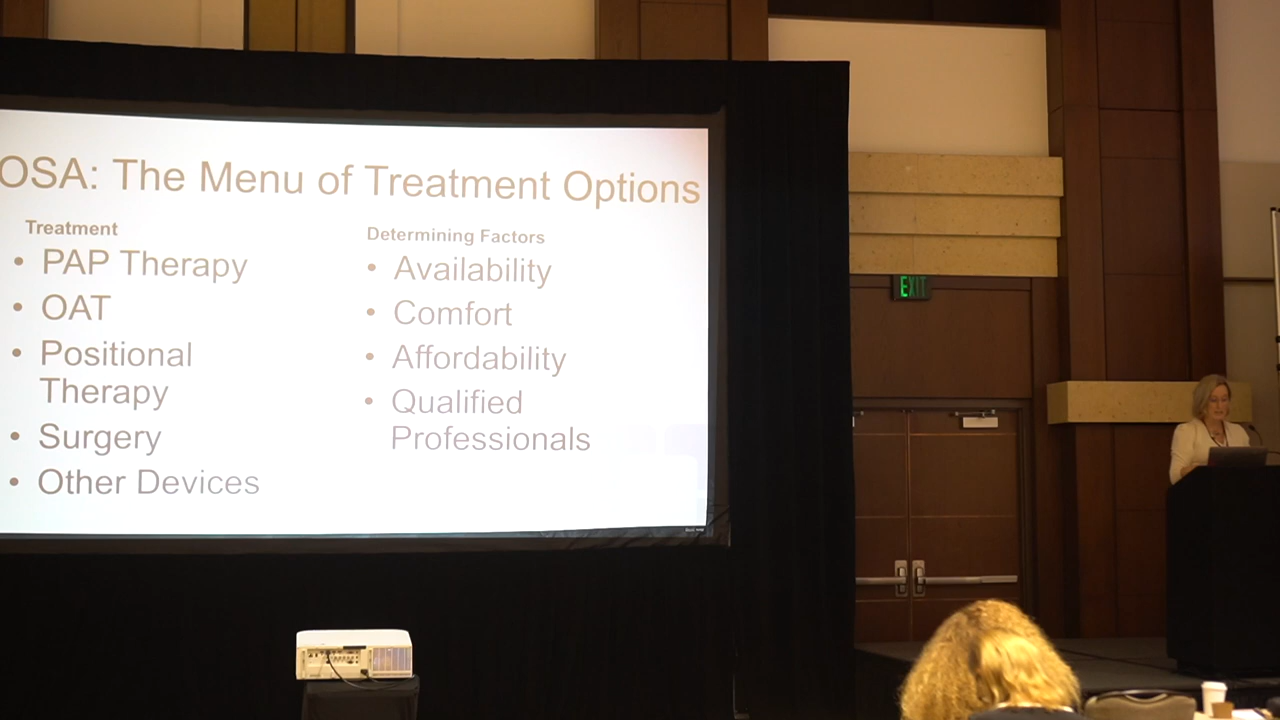 OSA: The Menu of Treatment Options
Treatment
• PAP Therapy
• OAT
• Positional
Therapy
• Surgery
• Other Devices
Determining Factors
• Availability
• Comfort
• Affordability
• Qualified
Professionals
EXIT